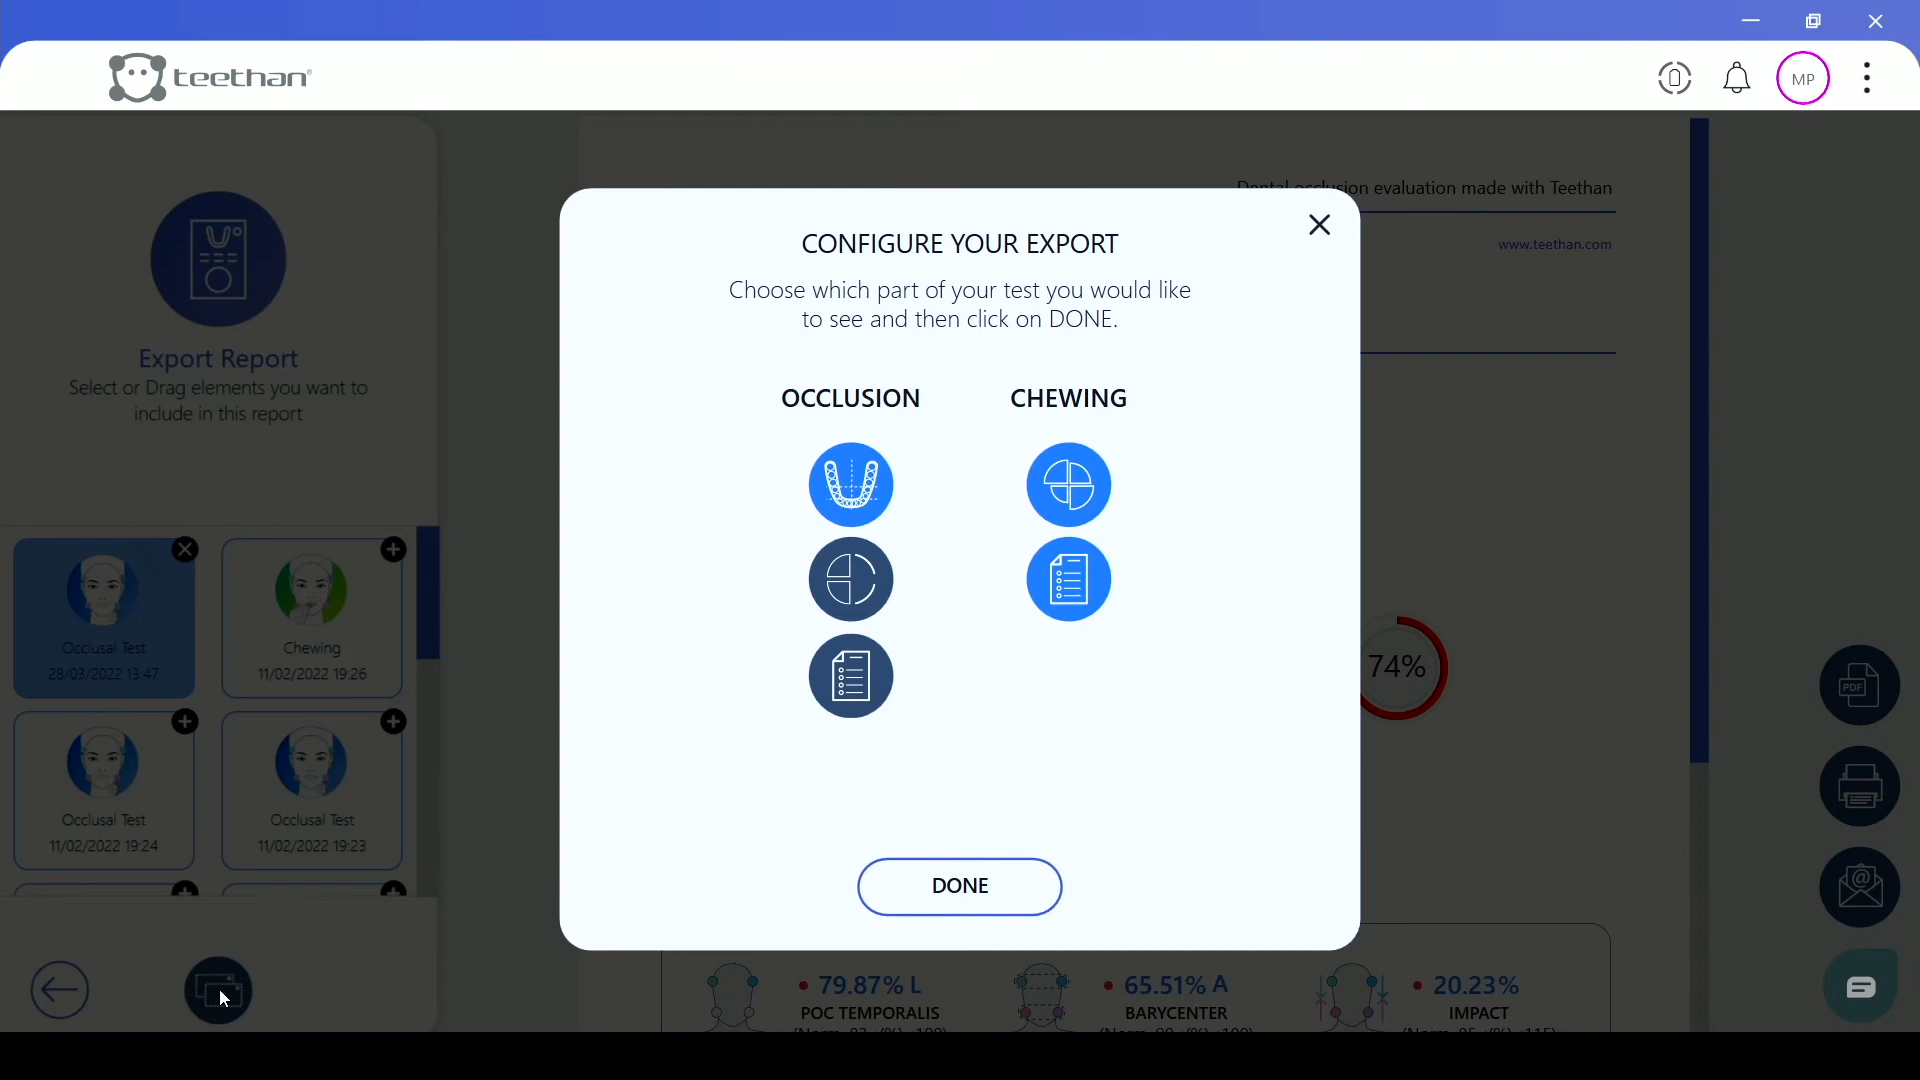 teethan®
MP
Export Report
Select or Drag elements you want to
include in this report
Occlusal Test
28/03/2022 13:47
Chewing
11/02/2022 19:26
Occlusal Test
11/02/2022 19:24
Occlusal Test
11/02/2022 19:23
CONFIGURE YOUR EXPORT
Choose which part of your test you would like
to see and then click on DONE.
OCCLUSION
CHEWING
DONE
Dental occlusion evaluation made with Teethan
www.teethan.com
74%
79.87% L
POC TEMPORALIS
65.51% A
BARYCENTER
20.23%
IMPACT
PDF